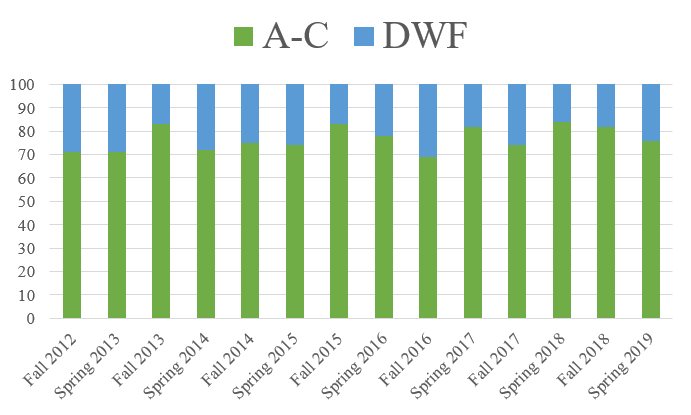 A-C DWF
100
90
80
70
60
50
40
30
20
10
0
Fall 2012
Spring 2013
Fall 2013
Spring 2014
Fall 2014
Spring 2015
Fall 2015
Spring 2016
Fall 2016
Spring 2017
Fall 2017
Spring 2018
Fall 2018
Spring 2019